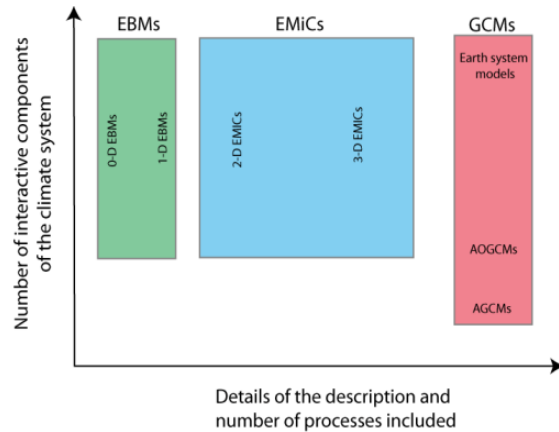 EBMs
EMiCs
GCMs
Number of interactive components
of the climate system
0-D EBMs
1-D EBMs
2-D EMICs
3-D EMICs
Earth system
models
AOGCMs
AGCMs
Details of the description and
number of processes included